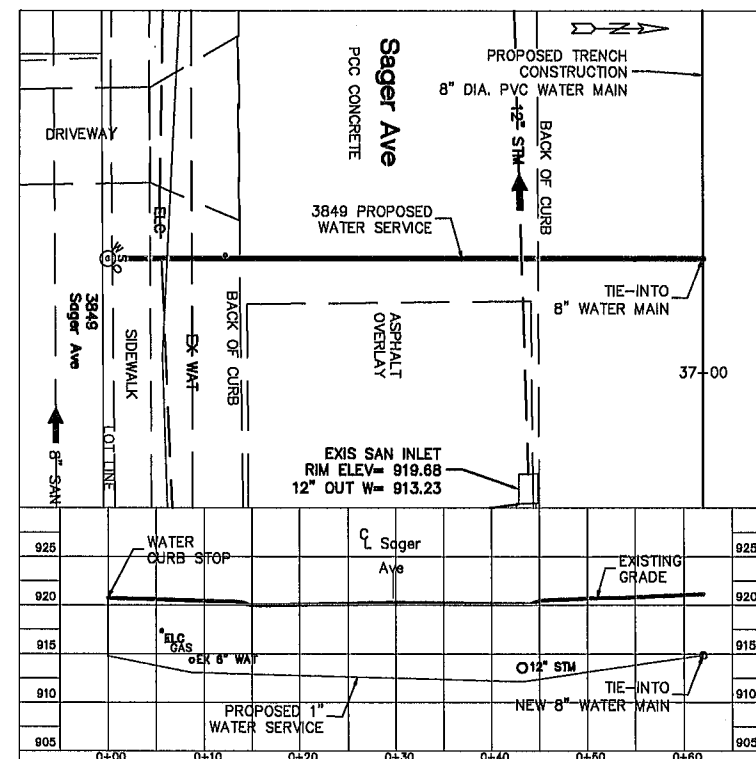 N
PROPOSED TRENCH
CONSTRUCTION
8" DIA. PVC WATER MAIN
Sager Ave
PCC CONCRETE
12" STM
BACK OF CURB
DRIVEWAY
ELC
3849 PROPOSED
WATER SERVICE
WSO
TIE-INTO
8" WATER MAIN
3849
Sager Ave
SIDEWALK
EX WAT
BACK OF CURB
ASPHALT
OVERLAY
37+00
LOT LINE
8" SAN
EXIS SAN INLET
RIM ELEV= 919.68
12" OUT W= 913.23
WATER
CURB STOP
CL Sager
Ave
EXISTING
GRADE
925
925
920
920
915
915
910
910
905
905
ELC
GAS
EX 6" WAT
12" STM
PROPOSED 1"
WATER SERVICE
TIE-INTO
NEW 8" WATER MAIN
0+00
0+10
0+20
0+30
0+40
0+50
0+60